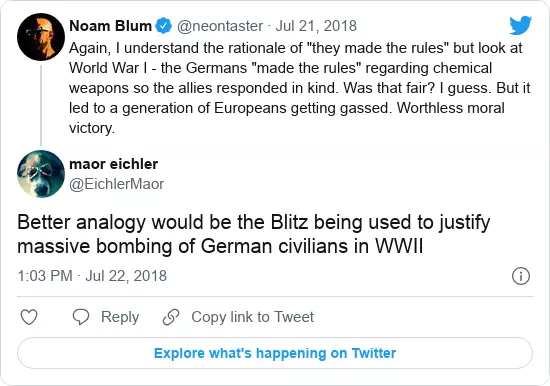 Noam Blum @neontaster · Jul 21, 2018
Again, I understand the rationale of "they made the rules" but look at
World War I - the Germans "made the rules" regarding chemical
weapons so the allies responded in kind. Was that fair? I guess. But it
led to a generation of Europeans getting gassed. Worthless moral
victory.
maor eichler
@EichlerMaor
Better analogy would be the Blitz being used to justify
massive bombing of German civilians in WWII
1:03 PM · Jul 22, 2018
Reply Copy link to Tweet
Explore what's happening on Twitter